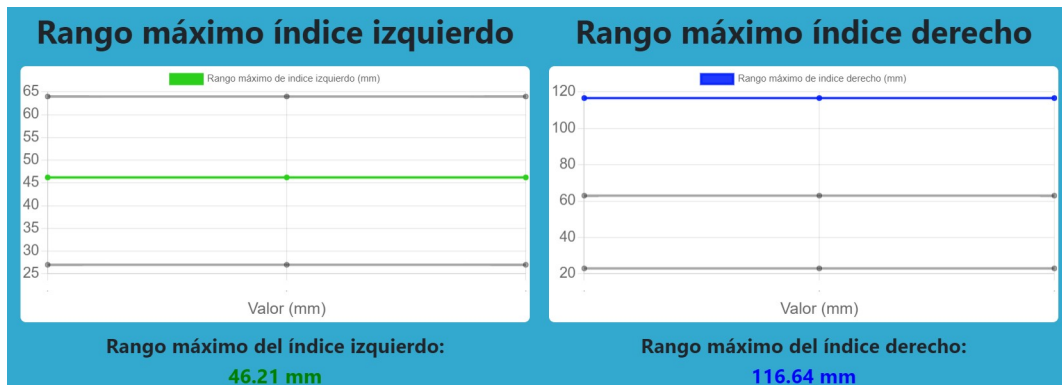 Rango máximo índice izquierdo
Rango máximo de indice izquierdo (mm)
65
60
55
50
45
40
35
30
25
Valor (mm)
Rango máximo del índice izquierdo:
46.21 mm
Rango máximo índice derecho
Rango máximo de indice derecho (mm)
120
100
80
60
40
20
Valor (mm)
Rango máximo del índice derecho:
116.64 mm